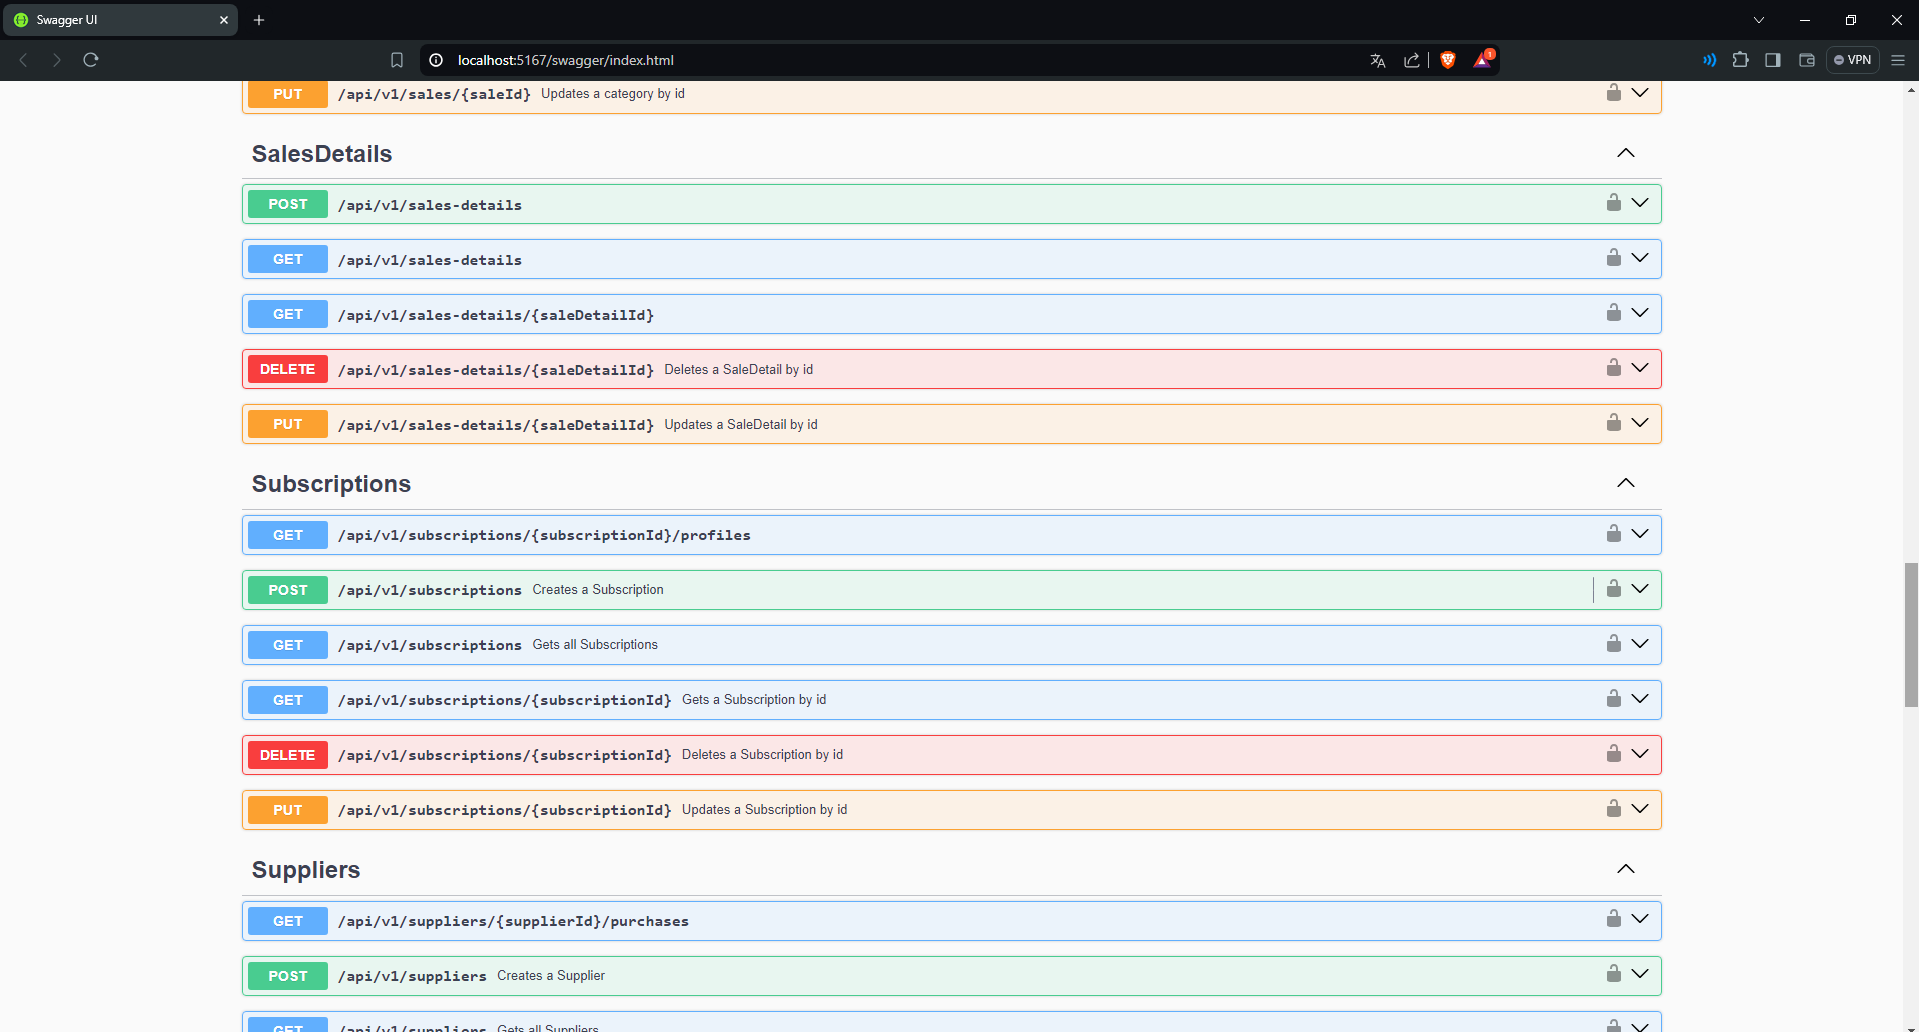 Swagger UI
localhost:5167/swagger/index.html
1
VPN
PUT /api/v1/sales/{saleId} Updates a category by id
SalesDetails
POST /api/v1/sales-details
GET /api/v1/sales-details
GET /api/v1/sales-details/{saleDetailId}
DELETE /api/v1/sales-details/{saleDetailId} Deletes a SaleDetail by id
PUT /api/v1/sales-details/{saleDetailId} Updates a SaleDetail by id
Subscriptions
GET /api/v1/subscriptions/{subscriptionId}/profiles
POST /api/v1/subscriptions Creates a Subscription
GET /api/v1/subscriptions Gets all Subscriptions
GET /api/v1/subscriptions/{subscriptionId} Gets a Subscription by id
DELETE /api/v1/subscriptions/{subscriptionId} Deletes a Subscription by id
PUT /api/v1/subscriptions/{subscriptionId} Updates a Subscription by id
Suppliers
GET /api/v1/suppliers/{supplierId}/purchases
POST /api/v1/suppliers Creates a Supplier
GET /api/v1/suppliers Gets all Suppliers